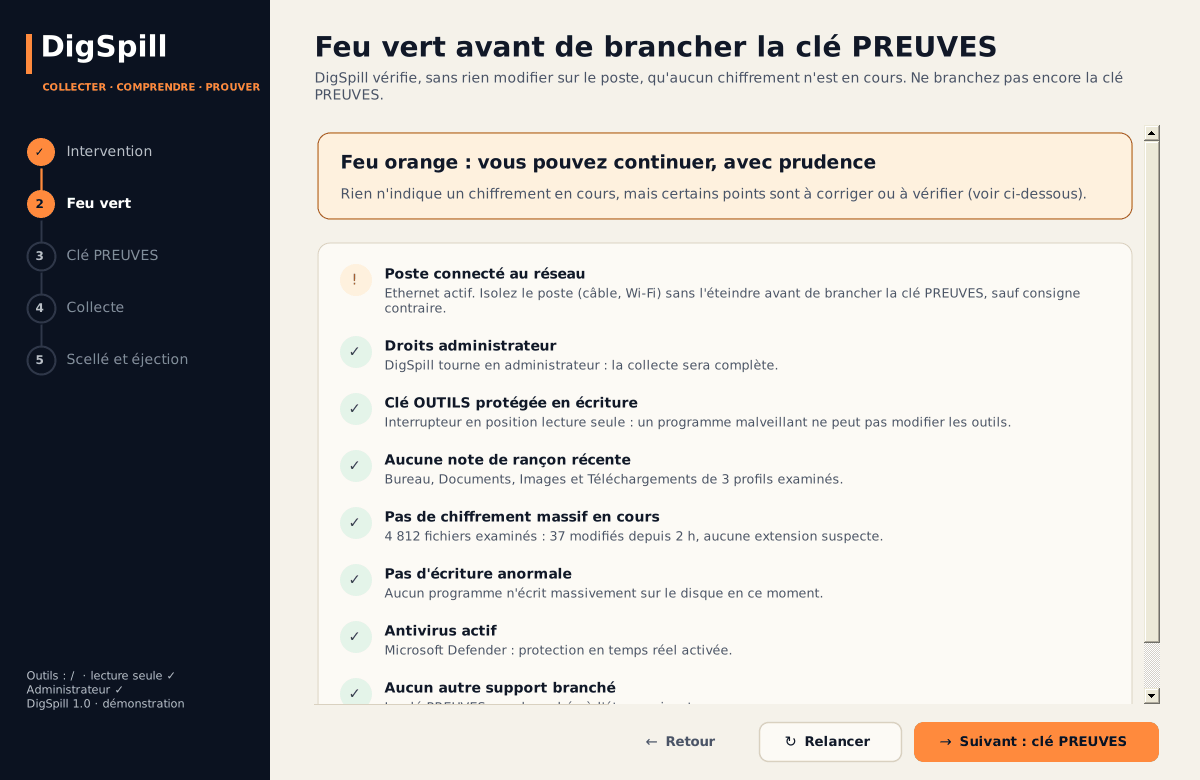 DigSpill
COLLECTER · COMPRENDRE · PROUVER
✓ Intervention
2 Feu vert
3 Clé PREUVES
4 Collecte
5 Scellé et éjection
Outils : / · lecture seule ✓
Administrateur ✓
DigSpill 1.0 · démonstration
Feu vert avant de brancher la clé PREUVES
DigSpill vérifie, sans rien modifier sur le poste, qu'aucun chiffrement n'est en cours. Ne branchez pas encore la clé
PREUVES.
Feu orange : vous pouvez continuer, avec prudence
Rien n'indique un chiffrement en cours, mais certains points sont à corriger ou à vérifier (voir ci-dessous).
! Poste connecté au réseau
Ethernet actif. Isolez le poste (câble, Wi-Fi) sans l'éteindre avant de brancher la clé PREUVES, sauf consigne
contraire.
✓ Droits administrateur
DigSpill tourne en administrateur : la collecte sera complète.
✓ Clé OUTILS protégée en écriture
Interrupteur en position lecture seule : un programme malveillant ne peut pas modifier les outils.
✓ Aucune note de rançon récente
Bureau, Documents, Images et Téléchargements de 3 profils examinés.
✓ Pas de chiffrement massif en cours
4 812 fichiers examinés : 37 modifiés depuis 2 h, aucune extension suspecte.
✓ Pas d'écriture anormale
Aucun programme n'écrit massivement sur le disque en ce moment.
✓ Antivirus actif
Microsoft Defender : protection en temps réel activée.
✓ Aucun autre support branché
← Retour
↻ Relancer
→ Suivant : clé PREUVES